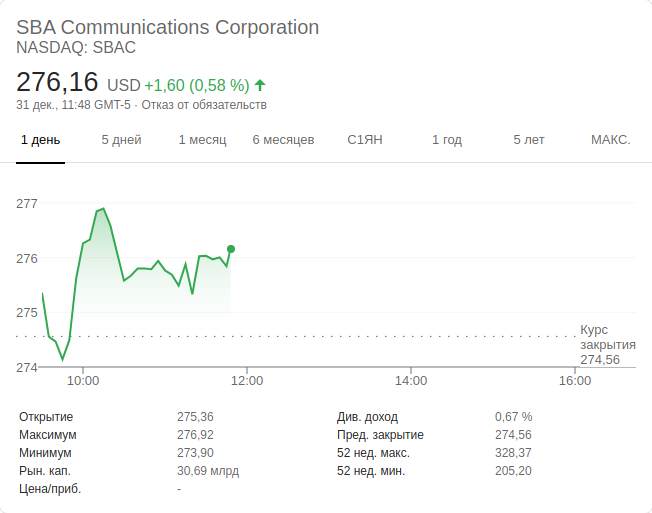 SBA Communications Corporation
NASDAQ: SBAC
276,16 USD +1,60 (0,58 %)
31 дек., 11:48 GMT-5 · Отказ от обязательств
1 день 5 дней 1 месяц 6 месяцев С1ЯН 1 год 5 лет МАКС.
277
276
275
Курс
закрытия
274,56
274
10:00 12:00 14:00 16:00
Открытие 275,36 Див. доход 0,67 %
Максимум 276,92 Пред. закрытие 274,56
Минимум 273,90 52 нед. макс. 328,37
Рын. кап. 30,69 млрд 52 нед. мин. 205,20
Цена/приб. -